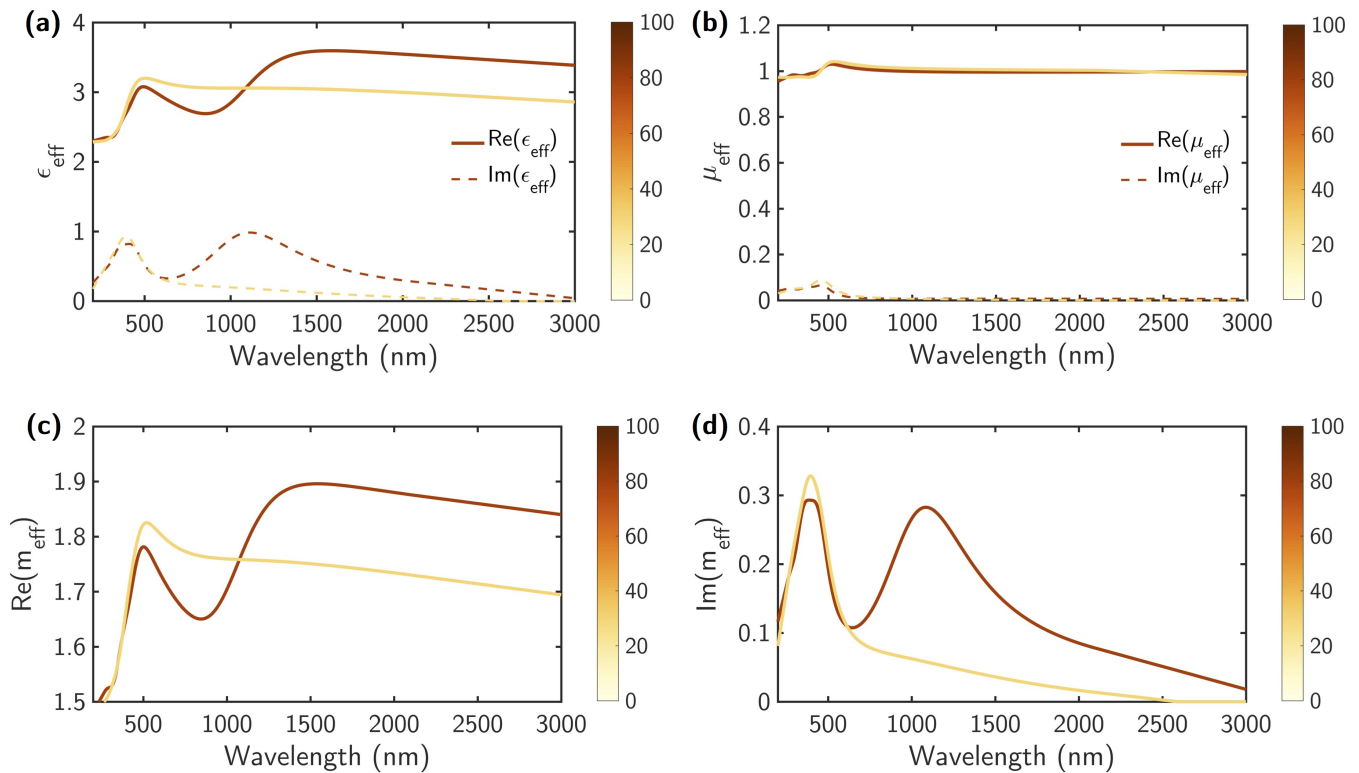 (a)
4
3
2
1
0
ϵeff
Re(ϵeff)
Im(ϵeff)
500 1000 1500 2000 2500 3000
Wavelength (nm)
100
80
60
40
20
0
(b)
1.2
1
0.8
0.6
0.4
0.2
0
μeff
Re(μeff)
Im(μeff)
500 1000 1500 2000 2500 3000
Wavelength (nm)
100
80
60
40
20
0
(c)
2
1.9
1.8
1.7
1.6
1.5
Re(meff)
500 1000 1500 2000 2500 3000
Wavelength (nm)
100
80
60
40
20
0
(d)
0.4
0.3
0.2
0.1
0
Im(meff)
500 1000 1500 2000 2500 3000
Wavelength (nm)
100
80
60
40
20
0